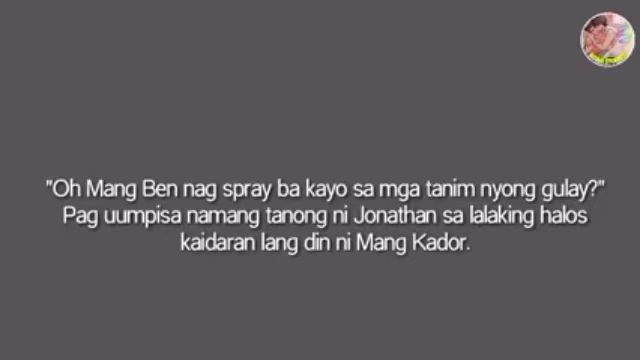 "Oh Mang Ben nag spray ba kayo sa mga tanim nyong gulay?"
Pag uumpisa namang tanong ni Jonathan sa lalaking halos
kaidaran lang din ni Mang Kador.